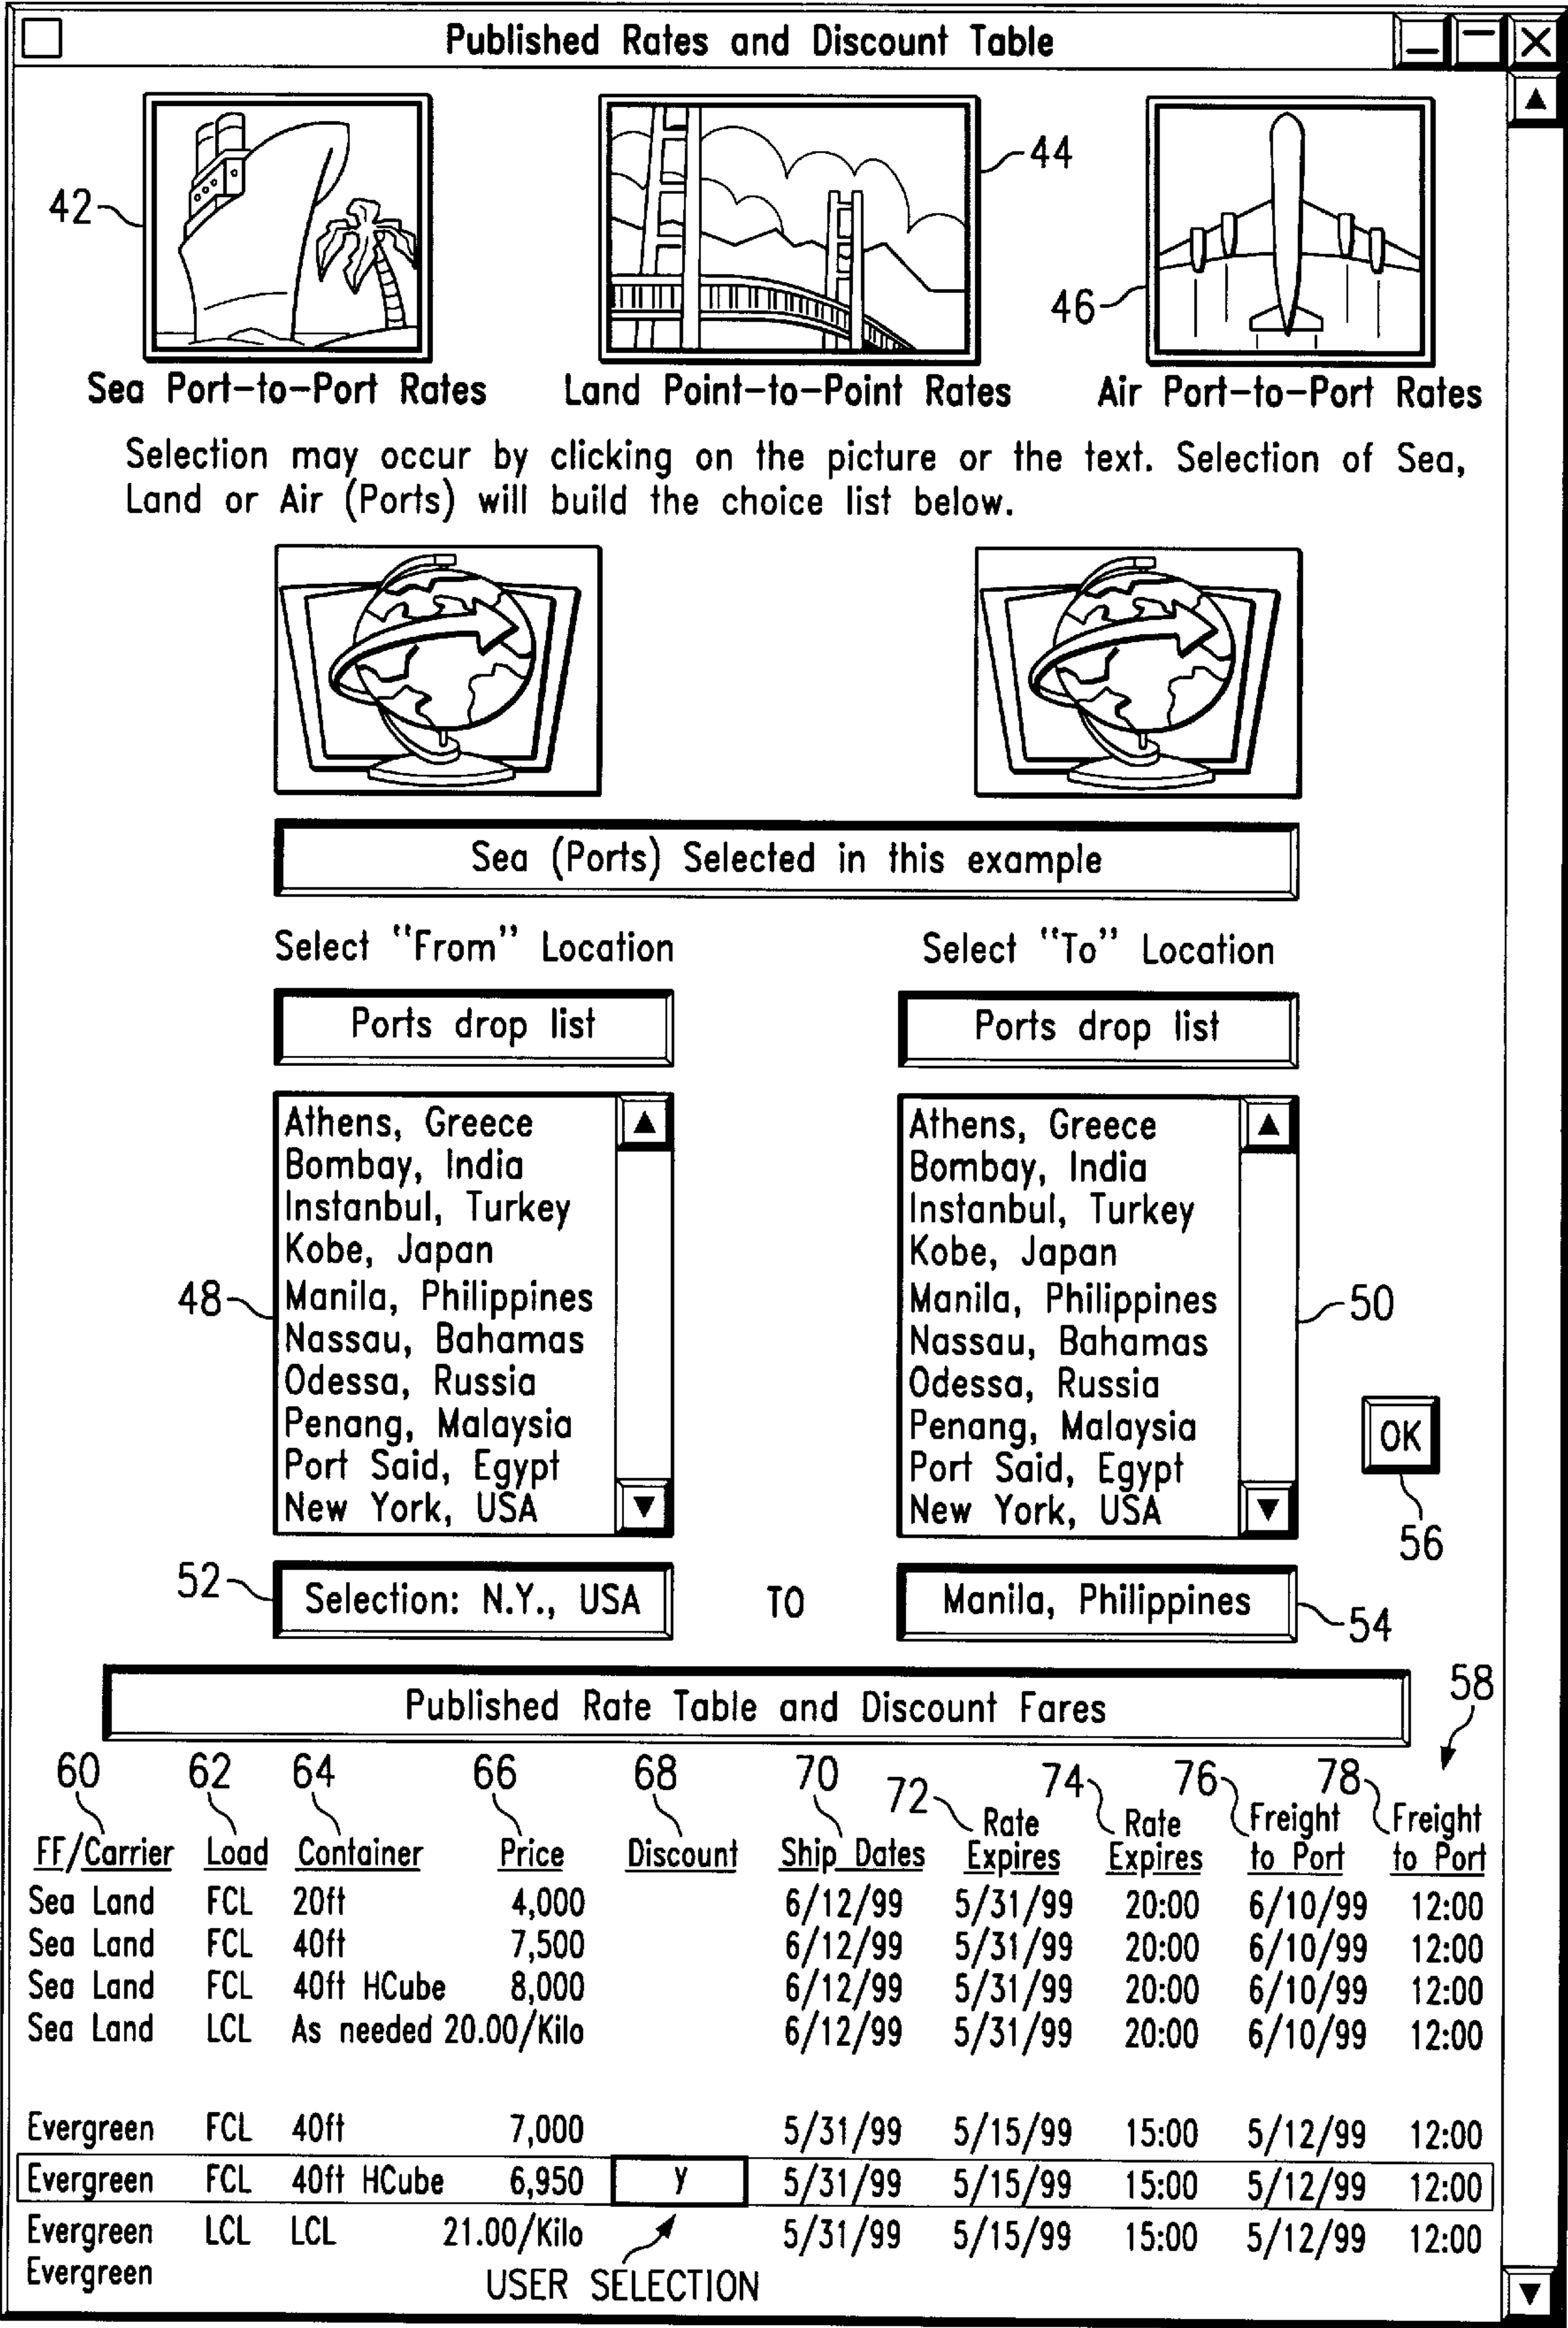 Published Rates and Discount Table
42
44
46
Sea Port-to-Port Rates Land Point-to-Point Rates Air Port-to-Port Rates
Selection may occur by clicking on the picture or the text. Selection of Sea,
Land or Air (Ports) will build the choice list below.
Sea (Ports) Selected in this example
Select "From" Location
Ports drop list
Athens, Greece
Bombay, India
Instanbul, Turkey
Kobe, Japan
48 Manila, Philippines
Nassau, Bahamas
Odessa, Russia
Penang, Malaysia
Port Said, Egypt
New York, USA
Select "To" Location
Ports drop list
Athens, Greece
Bombay, India
Instanbul, Turkey
Kobe, Japan
Manila, Philippines 50
Nassau, Bahamas
Odessa, Russia
Penang, Malaysia
Port Said, Egypt
New York, USA
OK
56
52 Selection: N.Y., USA TO Manila, Philippines 54
Published Rate Table and Discount Fares
58
60 62 64 66 68 70 72 74 76 78
Rate Rate Freight Freight
FF/Carrier Load Container Price Discount Ship Dates Expires Expires to Port to Port
Sea Land FCL 20ft 4,000 6/12/99 5/31/99 20:00 6/10/99 12:00
Sea Land FCL 40ft 7,500 6/12/99 5/31/99 20:00 6/10/99 12:00
Sea Land FCL 40ft HCube 8,000 6/12/99 5/31/99 20:00 6/10/99 12:00
Sea Land LCL As needed 20.00/Kilo 6/12/99 5/31/99 20:00 6/10/99 12:00
Evergreen FCL 40ft 7,000 5/31/99 5/15/99 15:00 5/12/99 12:00
Evergreen FCL 40ft HCube 6,950 y 5/31/99 5/15/99 15:00 5/12/99 12:00
Evergreen LCL LCL 21.00/Kilo 5/31/99 5/15/99 15:00 5/12/99 12:00
Evergreen
USER SELECTION